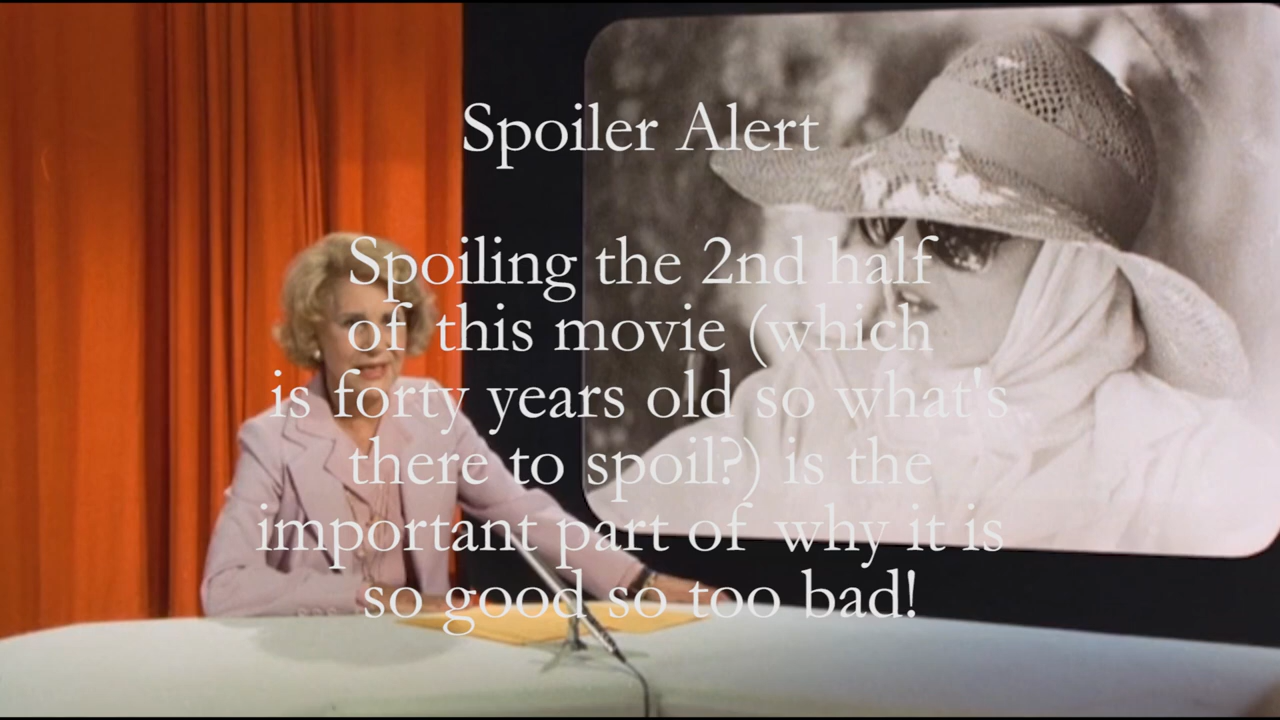 Spoiler Alert
Spoiling the 2nd half
of this movie (which
is forty years old so what's
there to spoil?) is the
important part of why it is
so good so too bad!